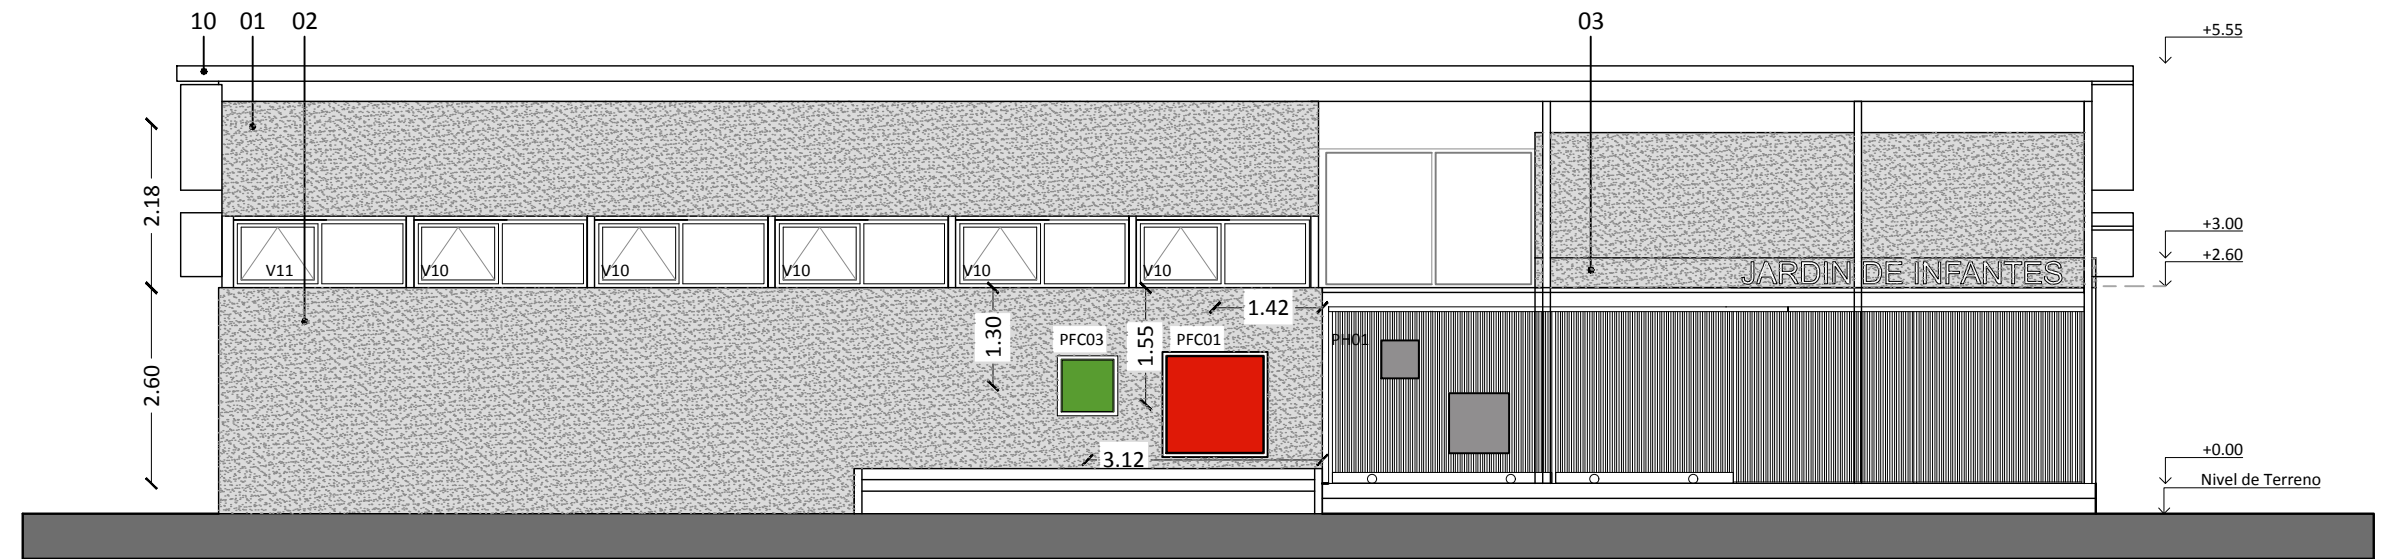 10 01 02 03
+5.55
2.18
+3.00
+2.60
JARDIN DE INFANTES
V11 V10 V10 V10 V10 V10
1.42
1.30
1.55
PFC03 PFC01 PH01
2.60
3.12
+0.00
Nivel de Terreno